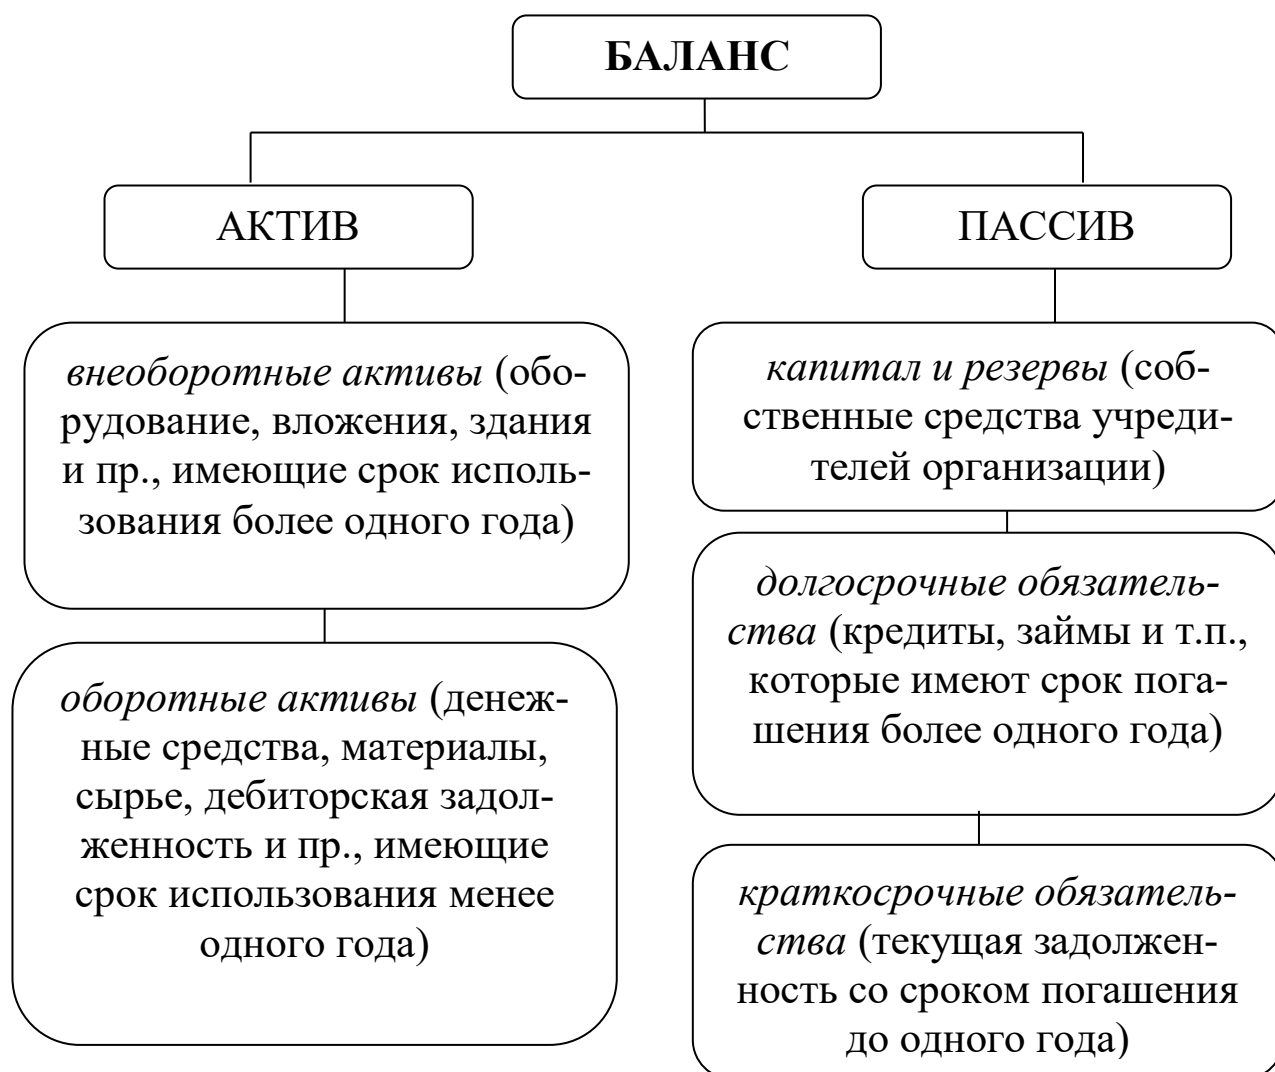 БАЛАНС
АКТИВ
ПАССИВ
внеоборотные активы (обо-
рудование, вложения, здания
и пр., имеющие срок исполь-
зования более одного года)
оборотные активы (денеж-
ные средства, материалы,
сырье, дебиторская задол-
женность и пр., имеющие
срок использования менее
одного года)
капитал и резервы (соб-
ственные средства учреди-
телей организации)
долгосрочные обязатель-
ства (кредиты, займы и т.п.,
которые имеют срок пога-
шения более одного года)
краткосрочные обязатель-
ства (текущая задолжен-
ность со сроком погашения
до одного года)